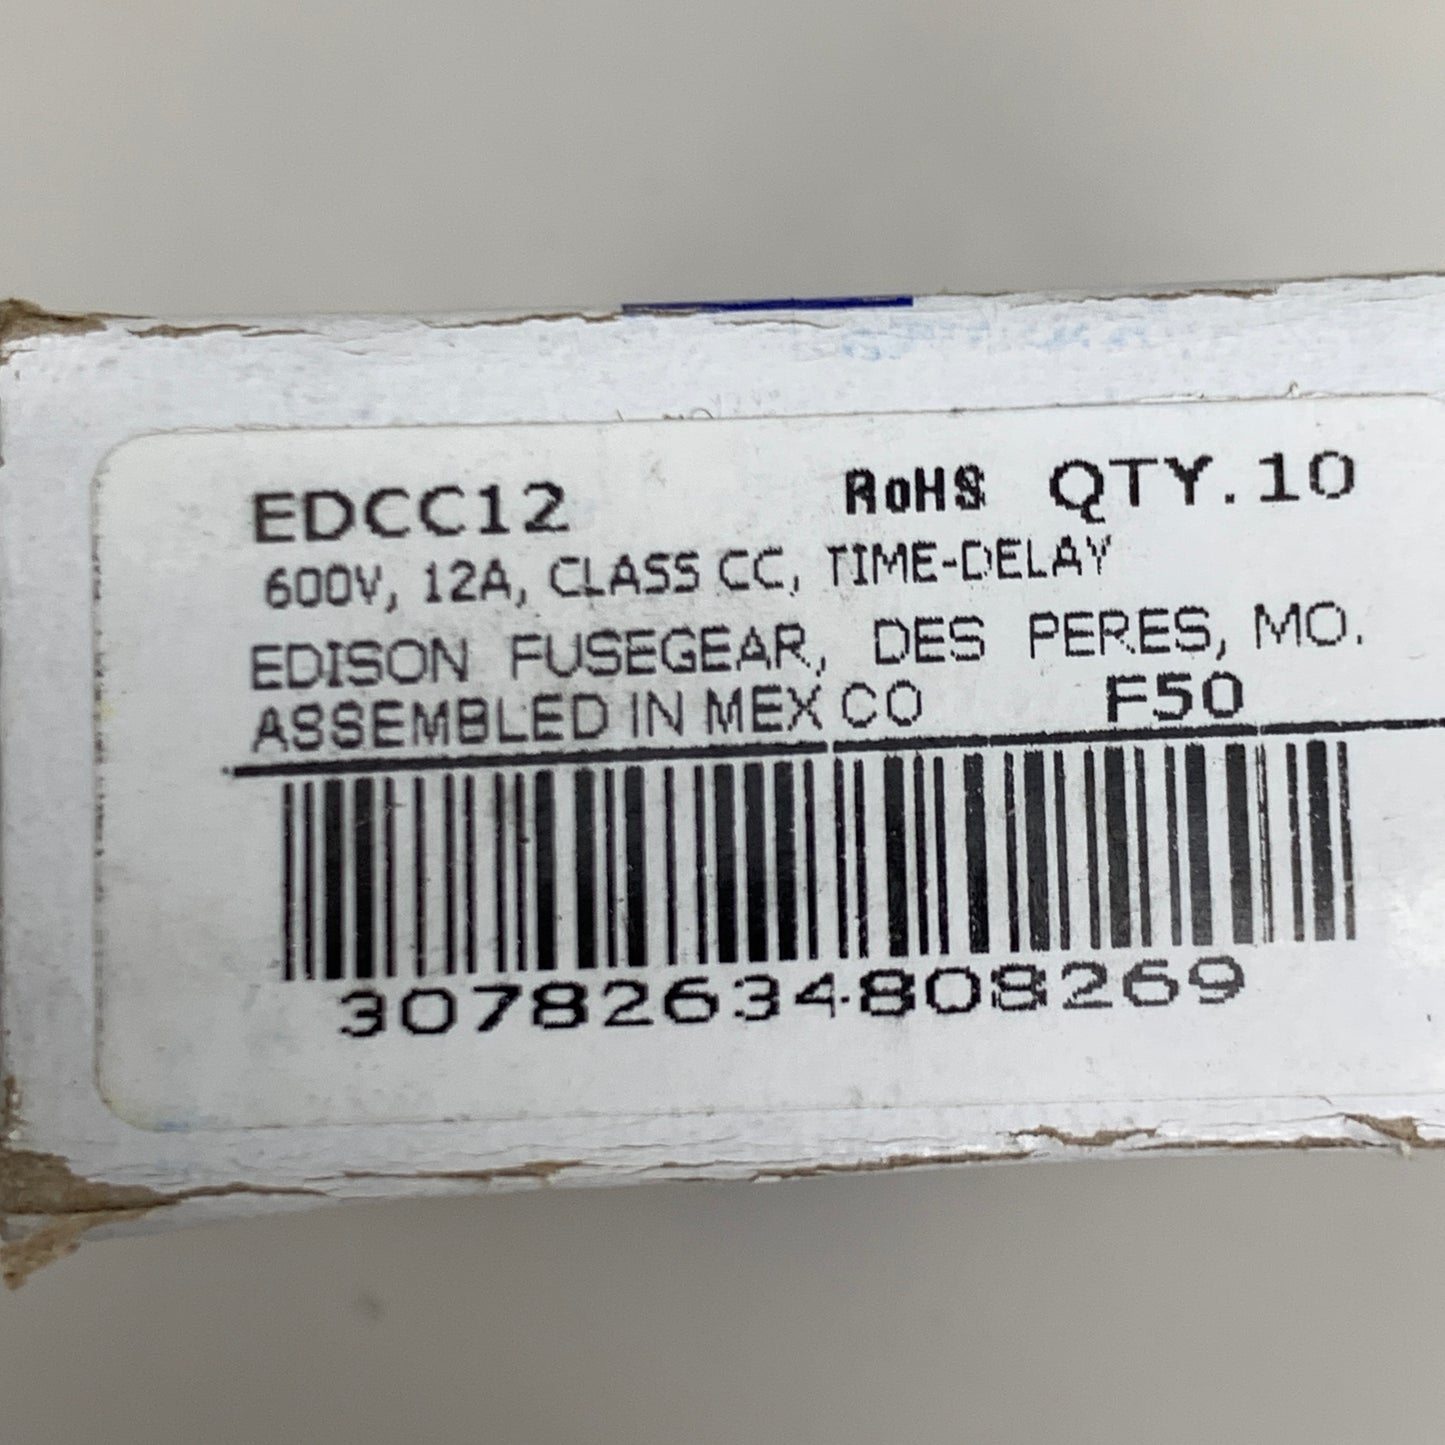 EDCC12 RoHS QTY.10
600V, 12A, CLASS CC, TIME-DELAY
EDISON FUSEGEAR, DES PERES, MO.
ASSEMBLED IN MEXICO F50
30782634808269